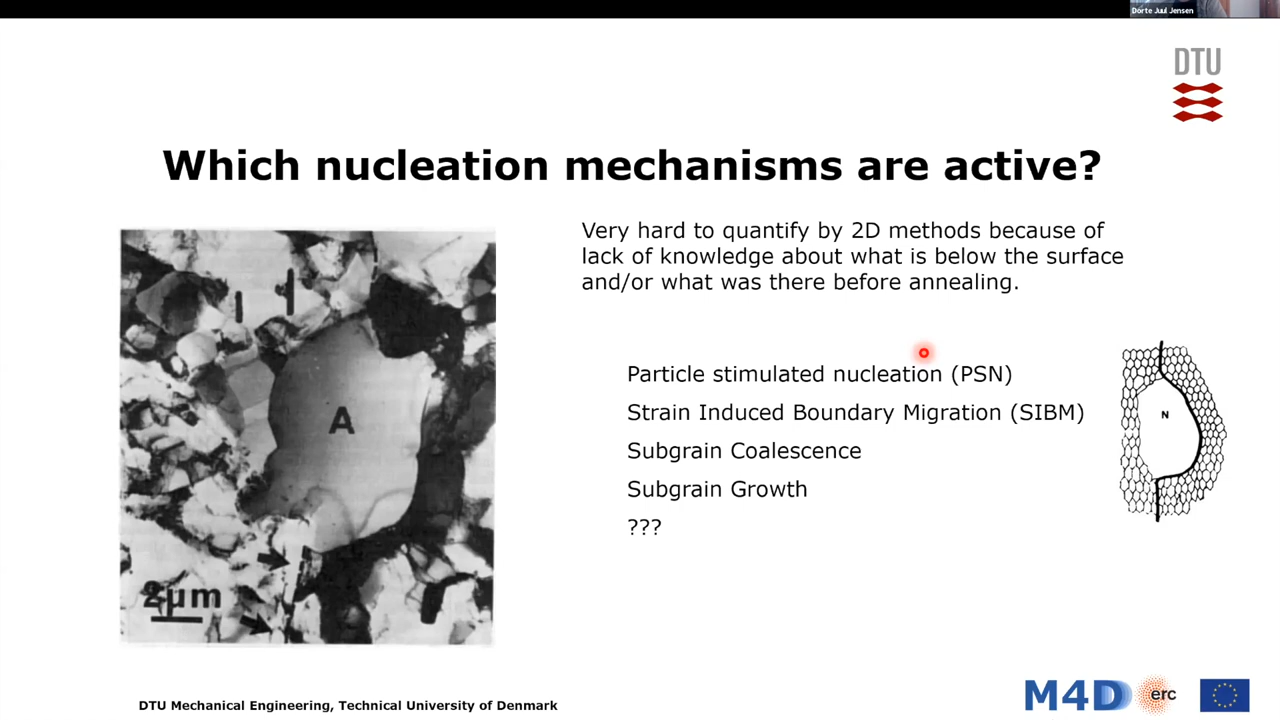 Dorte Juul Jensen
DTU
Which nucleation mechanisms are active?
Very hard to quantify by 2D methods because of
lack of knowledge about what is below the surface
and/or what was there before annealing.
Particle stimulated nucleation (PSN)
Strain Induced Boundary Migration (SIBM)
Subgrain Coalescence
Subgrain Growth
???
A
2μm
N
DTU Mechanical Engineering, Technical University of Denmark
M4D
erc